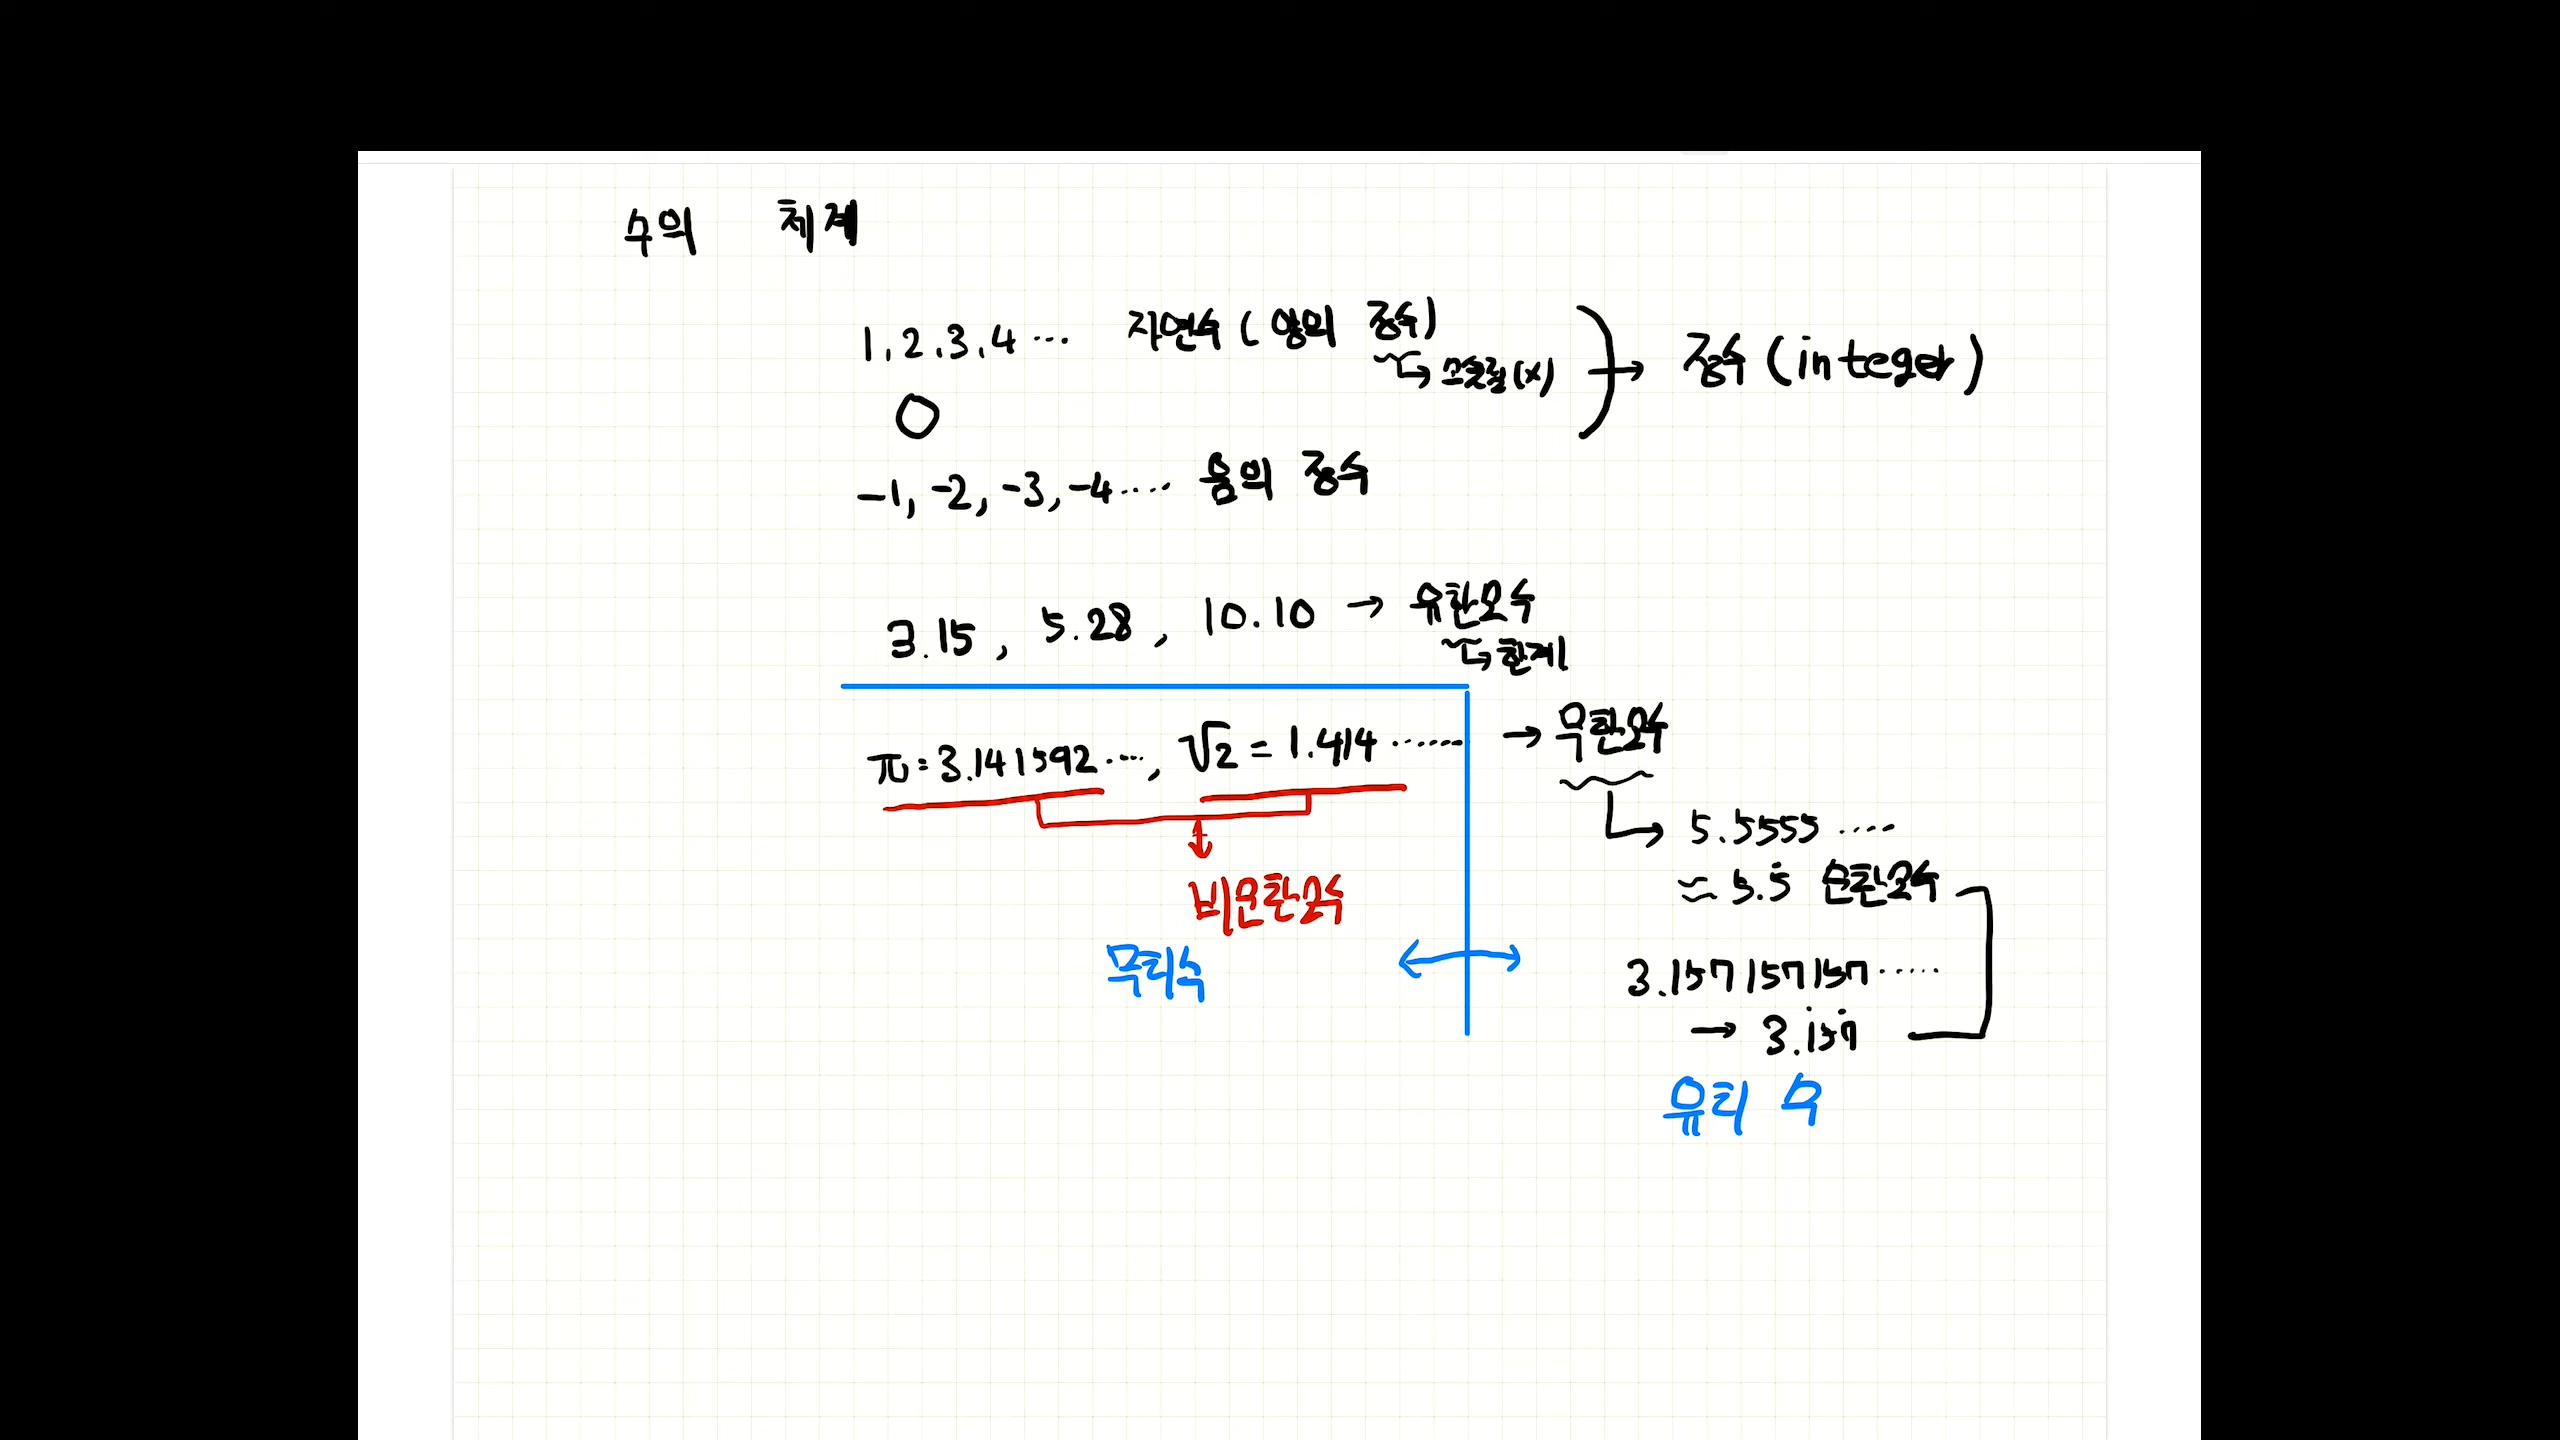 수의 체계
1, 2, 3, 4 … 자연수 ( 양의 정수)
→ 소숫점 (x)
→ 정수 (integer)
0
-1, -2, -3, -4 …. 음의 정수
3.15 , 5.28 , 10.10 → 유한소수
→ 한계
π = 3.141592 …, √2 = 1.414 …… → 무한소수
→ 5.5555 ….
≈ 5.5̇ 순환소수
비순환소수
무리수
3.157157157 ……
→ 3.1̇57̇
유리 수